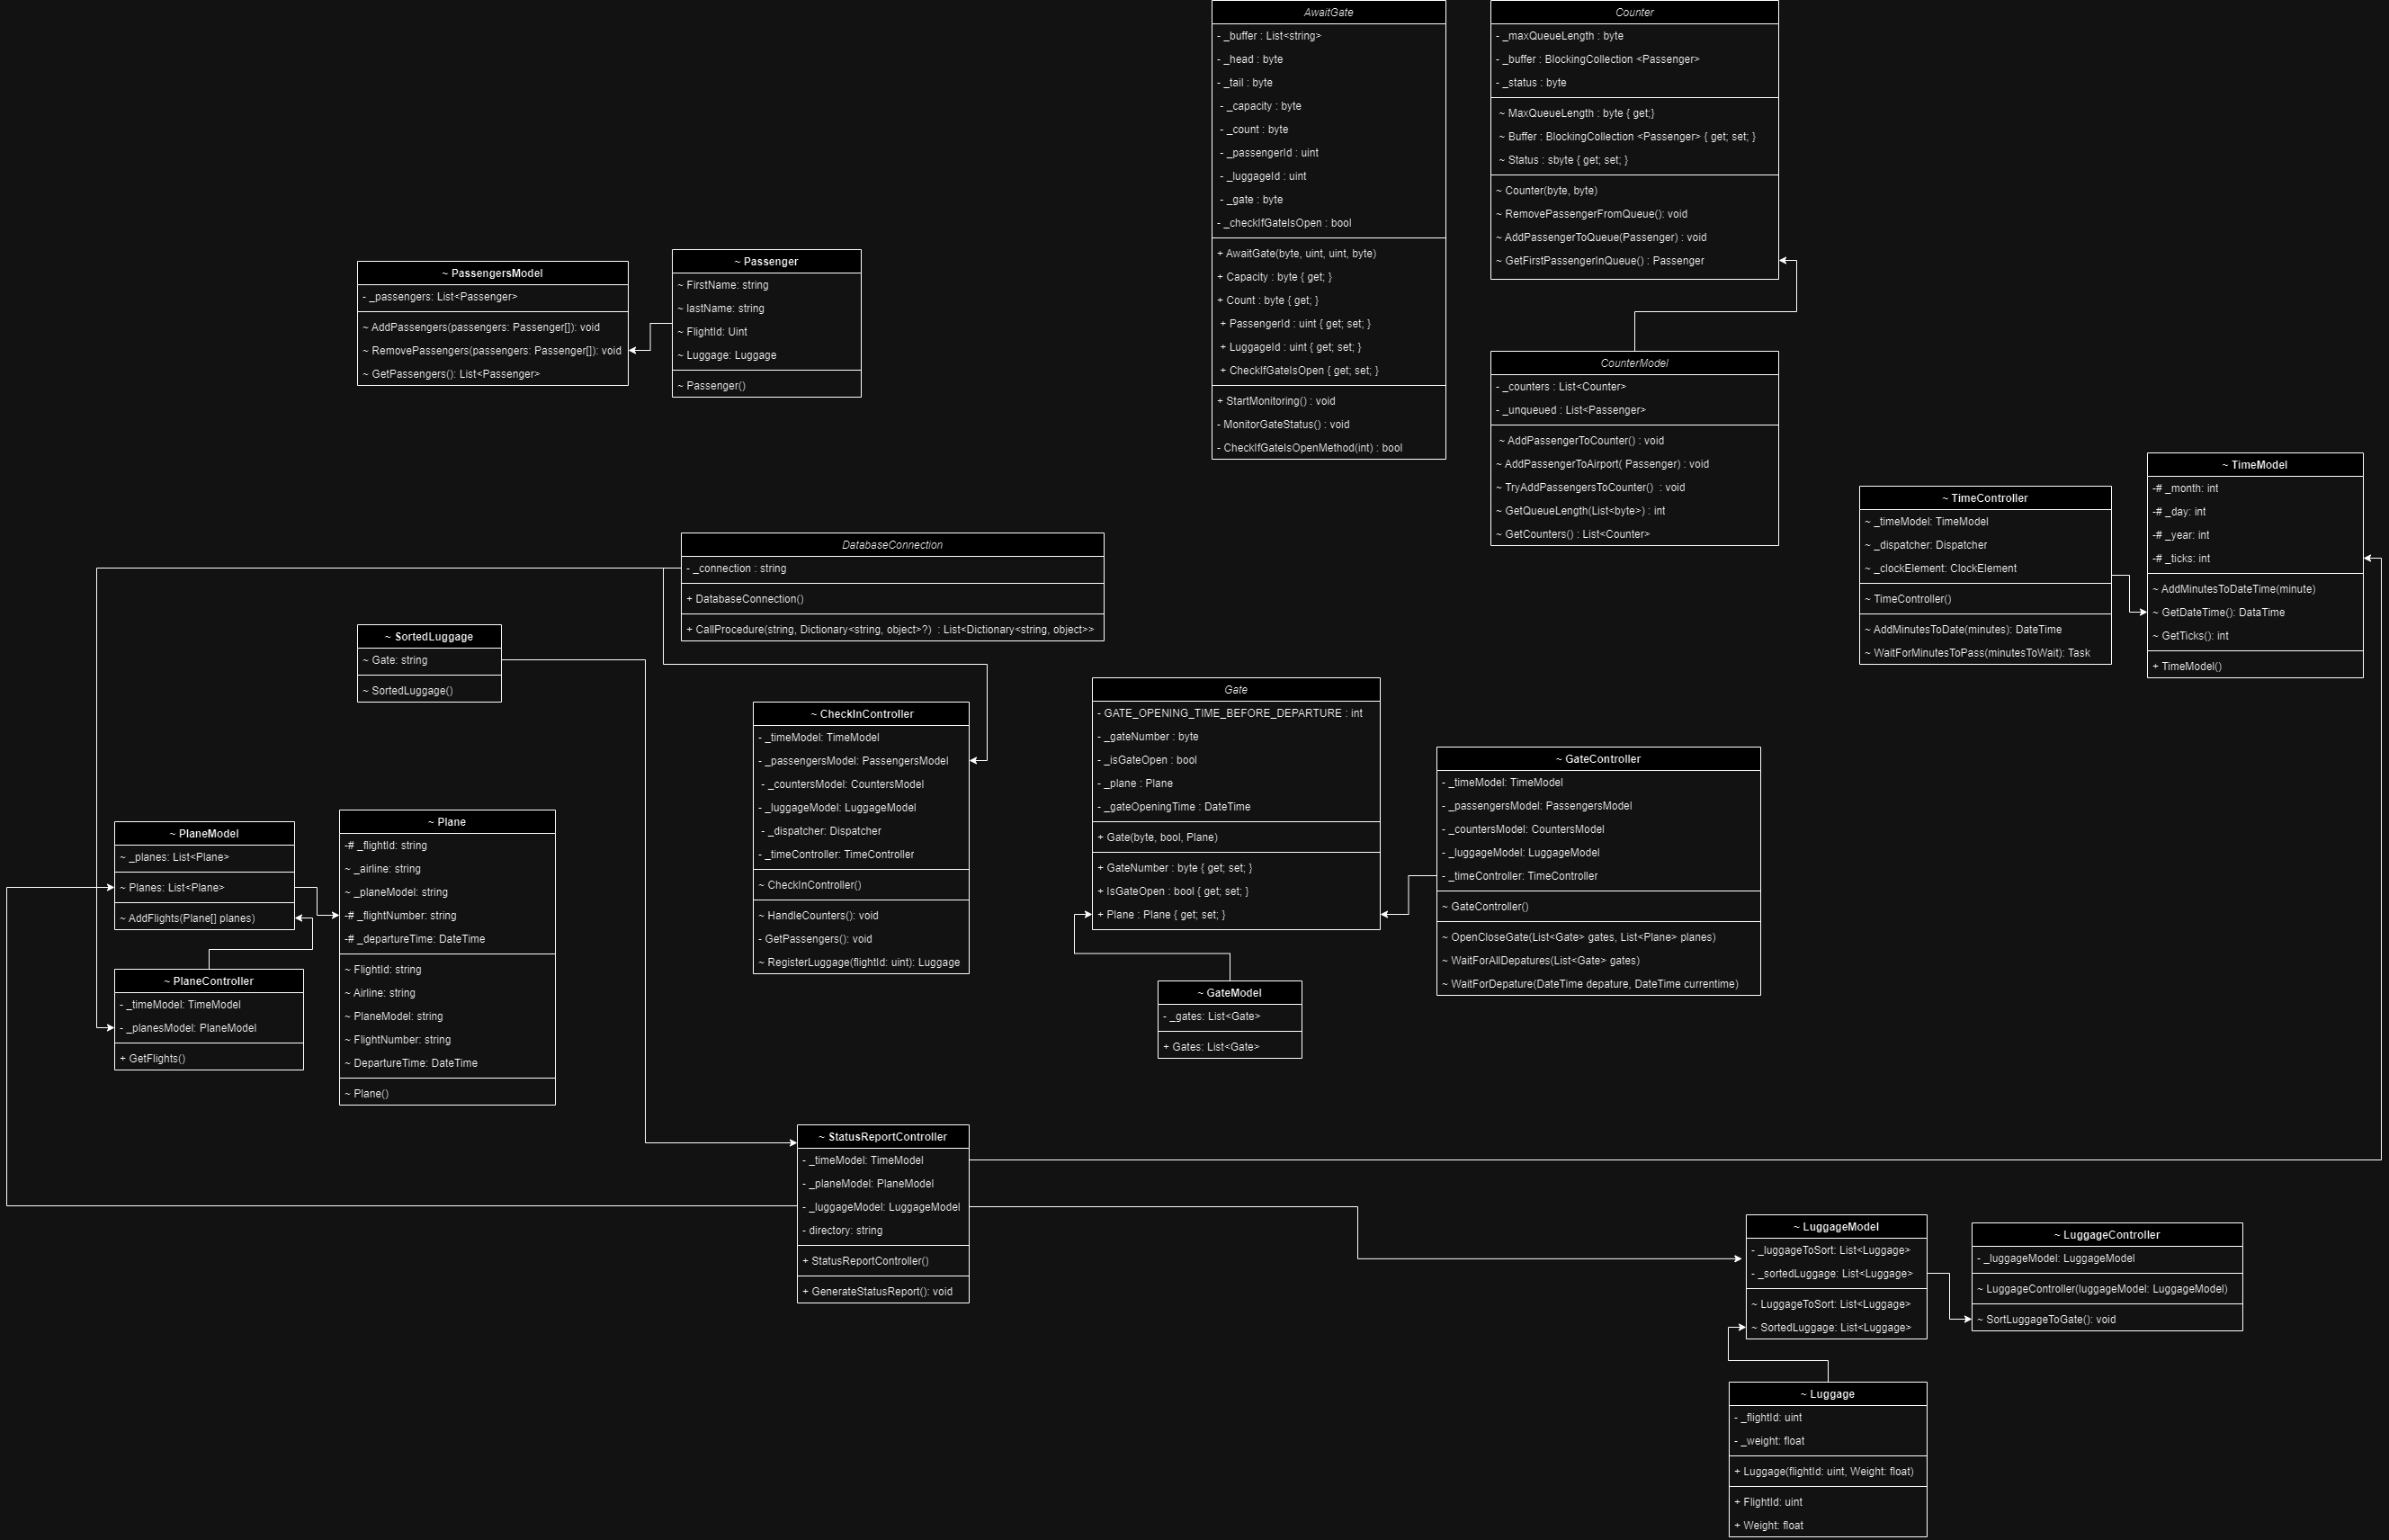 AwaitGate
- _buffer : List<string>
- _head : byte
- _tail : byte
- _capacity : byte
- _count : byte
- _passengerId : uint
- _luggageId : uint
- _gate : byte
- _checkIfGateIsOpen : bool
+ AwaitGate(byte, uint, uint, byte)
+ Capacity : byte { get; }
+ Count : byte { get; }
+ PassengerId : uint { get; set; }
+ LuggageId : uint { get; set; }
+ CheckIfGateIsOpen { get; set; }
+ StartMonitoring() : void
- MonitorGateStatus() : void
- CheckIfGateIsOpenMethod(int) : bool
Counter
- _maxQueueLength : byte
- _buffer : BlockingCollection <Passenger>
- _status : byte
~ MaxQueueLength : byte { get;}
~ Buffer : BlockingCollection <Passenger> { get; set; }
~ Status : sbyte { get; set; }
~ Counter(byte, byte)
~ RemovePassengerFromQueue(): void
~ AddPassengerToQueue(Passenger) : void
~ GetFirstPassengerInQueue() : Passenger
~ PassengersModel
- _passengers: List<Passenger>
~ AddPassengers(passengers: Passenger[]): void
~ RemovePassengers(passengers: Passenger[]): void
~ GetPassengers(): List<Passenger>
~ Passenger
~ FirstName: string
~ lastName: string
~ FlightId: Uint
~ Luggage: Luggage
~ Passenger()
CounterModel
- _counters : List<Counter>
- _unqueued : List<Passenger>
~ AddPassengerToCounter() : void
~ AddPassengerToAirport( Passenger) : void
~ TryAddPassengersToCounter()  : void
~ GetQueueLength(List<byte>) : int
~ GetCounters() : List<Counter>
~ TimeController
~ _timeModel: TimeModel
~ _dispatcher: Dispatcher
~ _clockElement: ClockElement
~ TimeController()
~ AddMinutesToDate(minutes): DateTime
~ WaitForMinutesToPass(minutesToWait): Task
~ TimeModel
-# _month: int
-# _day: int
-# _year: int
-# _ticks: int
~ AddMinutesToDateTime(minute)
~ GetDateTime(): DataTime
~ GetTicks(): int
+ TimeModel()
DatabaseConnection
- _connection : string
+ DatabaseConnection()
+ CallProcedure(string, Dictionary<string, object>?)  : List<Dictionary<string, object>>
~ SortedLuggage
~ Gate: string
~ SortedLuggage()
~ CheckInController
- _timeModel: TimeModel
- _passengersModel: PassengersModel
- _countersModel: CountersModel
- _luggageModel: LuggageModel
- _dispatcher: Dispatcher
- _timeController: TimeController
~ CheckInController()
~ HandleCounters(): void
- GetPassengers(): void
~ RegisterLuggage(flightId: uint): Luggage
Gate
- GATE_OPENING_TIME_BEFORE_DEPARTURE : int
- _gateNumber : byte
- _isGateOpen : bool
- _plane : Plane
- _gateOpeningTime : DateTime
+ Gate(byte, bool, Plane)
+ GateNumber : byte { get; set; }
+ IsGateOpen : bool { get; set; }
+ Plane : Plane { get; set; }
~ GateController
- _timeModel: TimeModel
- _passengersModel: PassengersModel
- _countersModel: CountersModel
- _luggageModel: LuggageModel
- _timeController: TimeController
~ GateController()
~ OpenCloseGate(List<Gate> gates, List<Plane> planes)
~ WaitForAllDepatures(List<Gate> gates)
~ WaitForDepature(DateTime depature, DateTime currentime)
~ PlaneModel
~ _planes: List<Plane>
~ Planes: List<Plane>
~ AddFlights(Plane[] planes)
~ Plane
-# _flightId: string
~ _airline: string
~ _planeModel: string
-# _flightNumber: string
-# _departureTime: DateTime
~ FlightId: string
~ Airline: string
~ PlaneModel: string
~ FlightNumber: string
~ DepartureTime: DateTime
~ Plane()
~ PlaneController
- _timeModel: TimeModel
- _planesModel: PlaneModel
+ GetFlights()
~ GateModel
- _gates: List<Gate>
+ Gates: List<Gate>
~ StatusReportController
- _timeModel: TimeModel
- _planeModel: PlaneModel
- _luggageModel: LuggageModel
- directory: string
+ StatusReportController()
+ GenerateStatusReport(): void
~ LuggageModel
- _luggageToSort: List<Luggage>
- _sortedLuggage: List<Luggage>
~ LuggageToSort: List<Luggage>
~ SortedLuggage: List<Luggage>
~ LuggageController
- _luggageModel: LuggageModel
~ LuggageController(luggageModel: LuggageModel)
~ SortLuggageToGate(): void
~ Luggage
- _flightId: uint
- _weight: float
+ Luggage(flightId: uint, Weight: float)
+ FlightId: uint
+ Weight: float